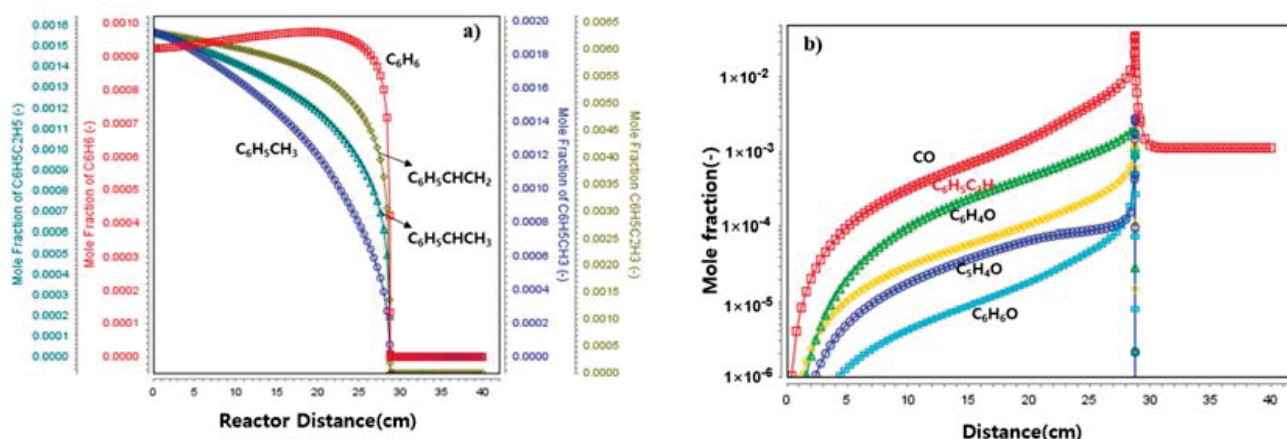 a)
Mole Fraction of C6H5C2H5 (-)
0.0016
0.0015
0.0014
0.0013
0.0012
0.0011
0.0010
0.0009
0.0008
0.0007
0.0006
0.0005
0.0004
0.0003
0.0002
0.0001
0.0000
Mole Fraction of C6H6 (-)
0.0010
0.0009
0.0008
0.0007
0.0006
0.0005
0.0004
0.0003
0.0002
0.0001
0.0000
C₆H₆
C₆H₅CH₃
C₆H₅CHCH₂
C₆H₅CHCH₃
0 10 20 30 40
Reactor Distance(cm)
0.0020
0.0018
0.0016
0.0014
0.0012
0.0010
0.0008
0.0006
0.0004
0.0002
0.0000
Mole Fraction of C6H5CH3 (-)
0.0065
0.0060
0.0055
0.0050
0.0045
0.0040
0.0035
0.0030
0.0025
0.0020
0.0015
0.0010
0.0005
0.0000
Mole Fraction C6H5C2H3 (-)
b)
Mole fraction(-)
1×10⁻²
1×10⁻³
1×10⁻⁴
1×10⁻⁵
1×10⁻⁶
CO
C₆H₅C₂H
C₆H₄O
C₅H₄O
C₆H₆O
0 5 10 15 20 25 30 35 40
Distance(cm)